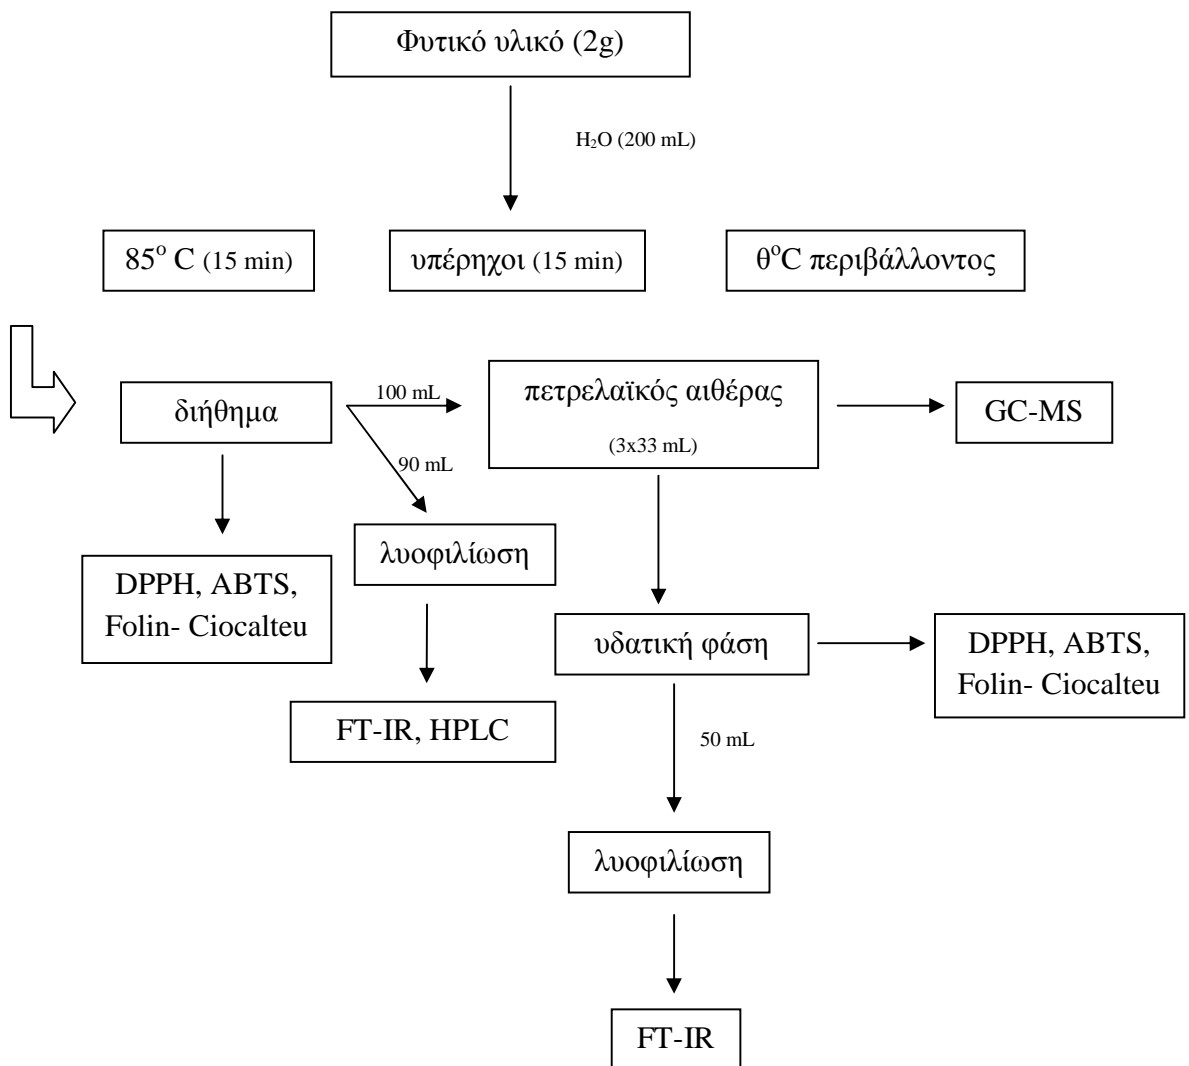 Φυτικό υλικό (2g)
H₂O (200 mL)
85° C (15 min)
υπέρηχοι (15 min)
θ°C περιβάλλοντος
διήθημα
100 mL
90 mL
πετρελαϊκός αιθέρας
(3x33 mL)
GC-MS
λυοφιλίωση
DPPH, ABTS,
Folin- Ciocalteu
υδατική φάση
DPPH, ABTS,
Folin- Ciocalteu
FT-IR, HPLC
50 mL
λυοφιλίωση
FT-IR